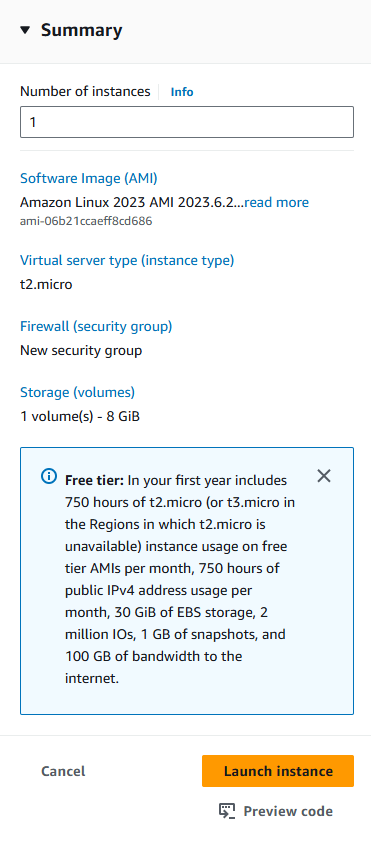 Summary
Number of instances Info
1
Software Image (AMI)
Amazon Linux 2023 AMI 2023.6.2...read more
ami-06b21ccaeff8cd686
Virtual server type (instance type)
t2.micro
Firewall (security group)
New security group
Storage (volumes)
1 volume(s) - 8 GiB
Free tier: In your first year includes
750 hours of t2.micro (or t3.micro in
the Regions in which t2.micro is
unavailable) instance usage on free
tier AMIs per month, 750 hours of
public IPv4 address usage per
month, 30 GiB of EBS storage, 2
million IOs, 1 GB of snapshots, and
100 GB of bandwidth to the
internet.
Cancel
Launch instance
Preview code